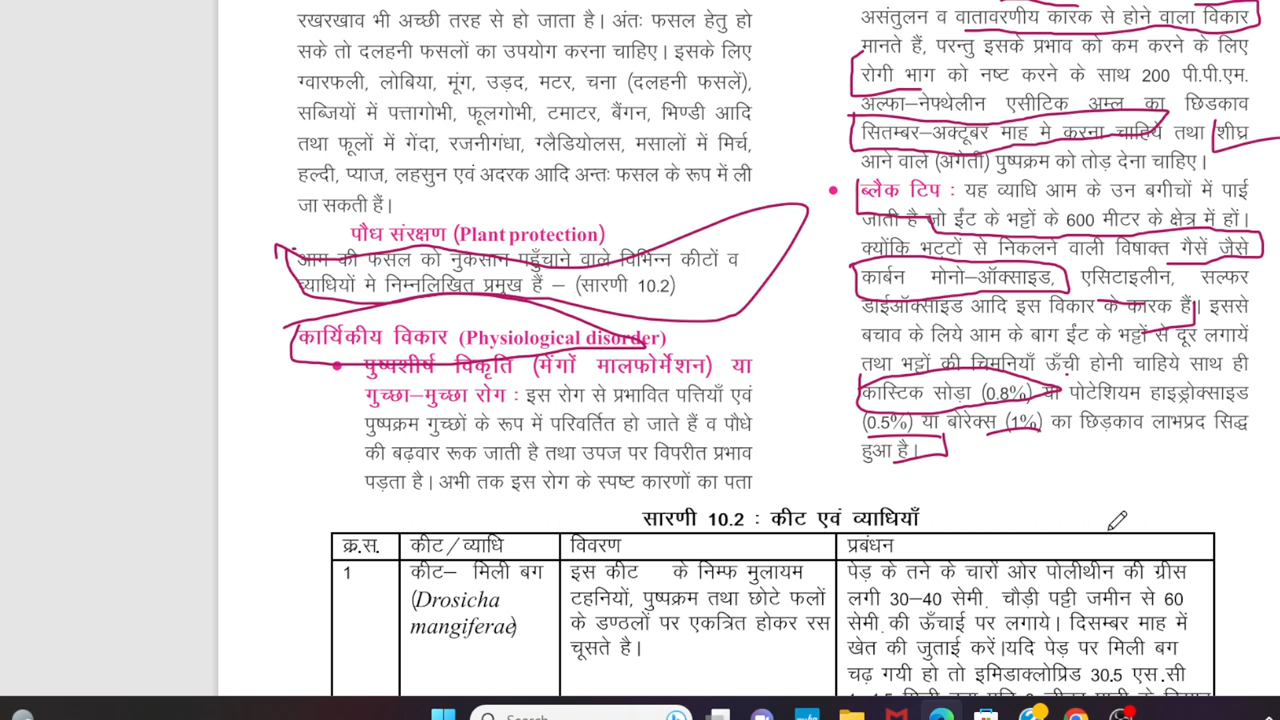 रखरखाव भी अच्छी तरह से हो जाता है। अंतः फसल हेतु हो
सके तो दलहनी फसलों का उपयोग करना चाहिए। इसके लिए
ग्वारफली, लोबिया, मूंग, उड़द, मटर, चना (दलहनी फसलें),
सब्जियों में पत्तागोभी, फूलगोभी, टमाटर, बैंगन, भिण्डी आदि
तथा फूलों में गेंदा, रजनीगंधा, ग्लैडियोलस, मसालों में मिर्च,
हल्दी, प्याज, लहसुन एवं अदरक आदि अन्तः फसल के रूप में ली
जा सकती हैं।
पौध संरक्षण (Plant protection)
आम की फसल को नुकसान पहुँचाने वाले विभिन्न कीटों व
व्याधियों मे निम्नलिखित प्रमुख हैं – (सारणी 10.2)
कार्यिकीय विकार (Physiological disorder)
• पुष्पशीर्ष विकृति (मेंगों मालफोर्मेशन) या
गुच्छा–मुच्छा रोग : इस रोग से प्रभावित पत्तियाँ एवं
पुष्पक्रम गुच्छों के रूप में परिवर्तित हो जाते हैं व पौधे
की बढ़वार रूक जाती है तथा उपज पर विपरीत प्रभाव
पड़ता है। अभी तक इस रोग के स्पष्ट कारणों का पता
असंतुलन व वातावरणीय कारक से होने वाला विकार
मानते हैं, परन्तु इसके प्रभाव को कम करने के लिए
रोगी भाग को नष्ट करने के साथ 200 पी.पी.एम.
अल्फा–नेफ्थेलीन एसीटिक अम्ल का छिडकाव
सितम्बर–अक्टूबर माह मे करना चाहिये तथा शीघ्र
आने वाले (अगेती) पुष्पक्रम को तोड़ देना चाहिए।
• ब्लैक टिप : यह व्याधि आम के उन बगीचों में पाई
जाती है जो ईंट के भट्टों के 600 मीटर के क्षेत्र में हों।
क्योंकि भट्टों से निकलने वाली विषाक्त गैसें जैसे
कार्बन मोनो–ऑक्साइड, एसिटाइलीन, सल्फर
डाईऑक्साइड आदि इस विकार के कारक हैं। इससे
बचाव के लिये आम के बाग ईंट के भट्टों से दूर लगायें
तथा भट्टों की चिमनियाँ ऊँची होनी चाहिये साथ ही
कास्टिक सोड़ा (0.8%) या पोटेशियम हाइड्रोक्साइड
(0.5%) या बोरेक्स (1%) का छिड़काव लाभप्रद सिद्ध
हुआ है।
सारणी 10.2 : कीट एवं व्याधियाँ
क्र.स. कीट/व्याधि विवरण प्रबंधन
1 कीट– मिली बग
(Drosicha
mangiferae)
इस कीट के निम्फ मुलायम
टहनियों, पुष्पक्रम तथा छोटे फलों
के डण्ठलों पर एकत्रित होकर रस
चूसते है।
पेड़ के तने के चारों ओर पोलीथीन की ग्रीस
लगी 30–40 सेमी. चौड़ी पट्टी जमीन से 60
सेमी. की ऊँचाई पर लगाये। दिसम्बर माह में
खेत की जुताई करें।यदि पेड़ पर मिली बग
चढ़ गयी हो तो इमिडाक्लोप्रिड 30.5 एस.सी
Search